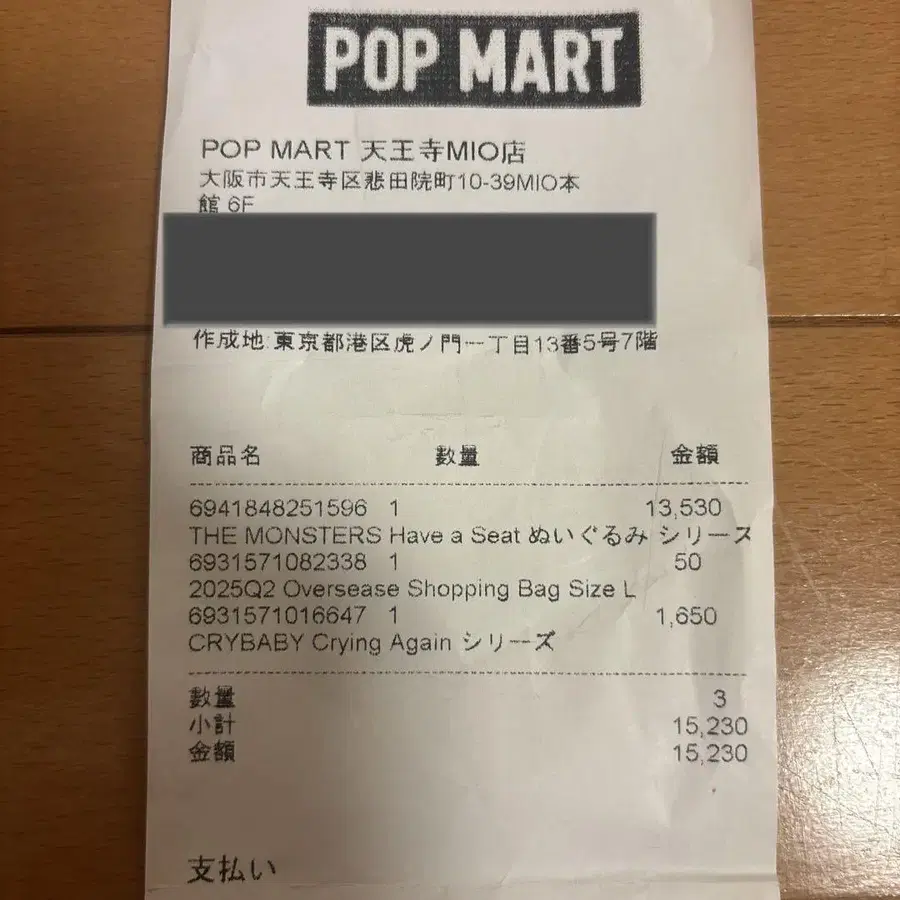 POP MART
POP MART 天王寺MIO店
大阪市天王寺区悲田院町10-39MIO本
館 6F
作成地:東京都港区虎ノ門一丁目13番5号7階
商品名 数量 金額
6941848251596 1 13,530
THE MONSTERS Have a Seat ぬいぐるみ シリーズ
6931571082338 1 50
2025Q2 Oversease Shopping Bag Size L
6931571016647 1 1,650
CRYBABY Crying Again シリーズ
数量 3
小計 15,230
金額 15,230
支払い